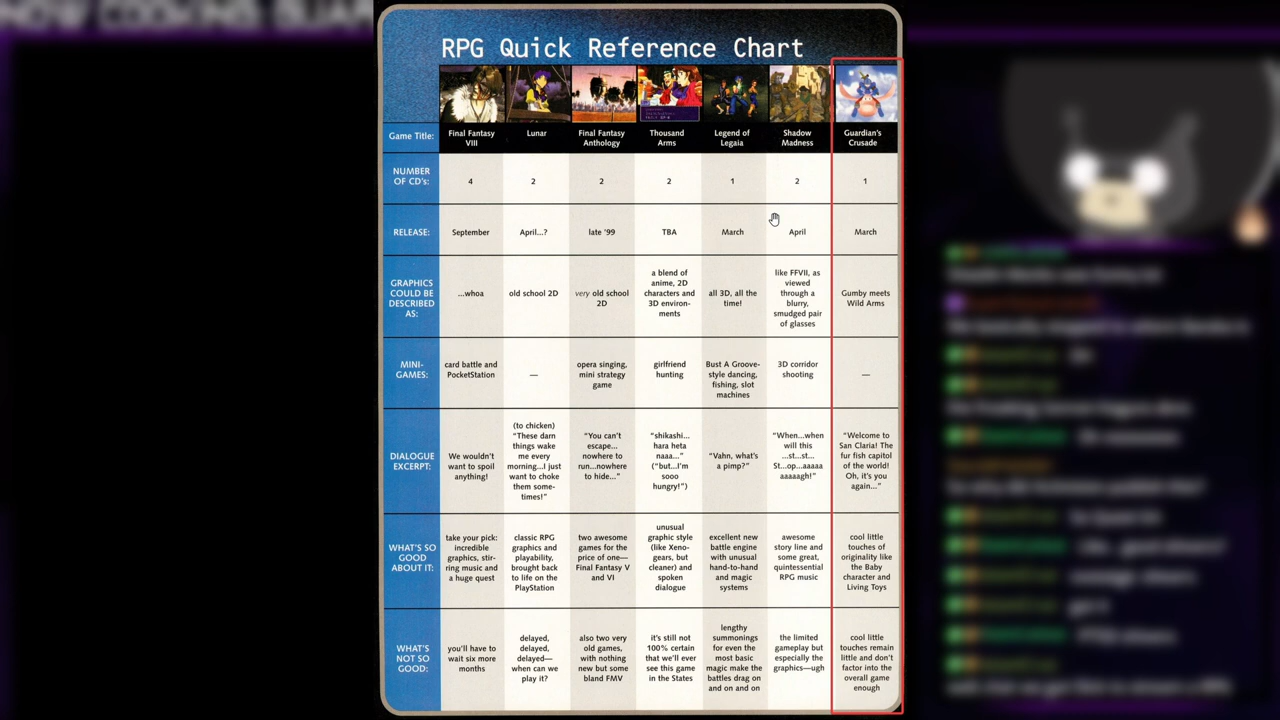 RPG Quick Reference Chart
Game Title:
Final Fantasy
VIII
Lunar
Final Fantasy
Anthology
Thousand
Arms
Legend of
Legaia
Shadow
Madness
Guardian's
Crusade
NUMBER
OF CD's:
4
2
2
2
1
2
1
RELEASE:
September
April...?
late '99
TBA
March
April
March
GRAPHICS
COULD BE
DESCRIBED
AS:
...whoa
old school 2D
very old school
2D
a blend of
anime, 2D
characters and
3D environ-
ments
all 3D, all the
time!
like FFVII, as
viewed
through a
blurry,
smudged pair
of glasses
Gumby meets
Wild Arms
MINI-
GAMES:
card battle and
PocketStation
—
opera singing,
mini strategy
game
girlfriend
hunting
Bust A Groove-
style dancing,
fishing, slot
machines
3D corridor
shooting
—
DIALOGUE
EXCERPT:
We wouldn't
want to spoil
anything!
(to chicken)
"These darn
things wake
me every
morning...I just
want to choke
them some-
times!"
"You can't
escape...
nowhere to
run...nowhere
to hide..."
"shikashi...
hara heta
naaa..."
("but...I'm
sooo
hungry!")
"Vahn, what's
a pimp?"
"When...when
will this
...st...st...
St...op...aaaaa
aaaaagh!"
"Welcome to
San Claria! The
fur fish capitol
of the world!
Oh, it's you
again..."
WHAT'S SO
GOOD
ABOUT IT:
take your pick:
incredible
graphics, stir-
ring music and
a huge quest
classic RPG
graphics and
playability,
brought back
to life on the
PlayStation
two awesome
games for the
price of one—
Final Fantasy V
and VI
unusual
graphic style
(like Xeno-
gears, but
cleaner) and
spoken
dialogue
excellent new
battle engine
with unusual
hand-to-hand
and magic
systems
awesome
story line and
some great,
quintessential
RPG music
cool little
touches of
originality like
the Baby
character and
Living Toys
WHAT'S
NOT SO
GOOD:
you'll have to
wait six more
months
delayed,
delayed,
delayed—
when can we
play it?
also two very
old games,
with nothing
new but some
bland FMV
it's still not
100% certain
that we'll ever
see this game
in the States
lengthy
summonings
for even the
most basic
magic make the
battles drag on
and on and on
the limited
gameplay but
especially the
graphics—ugh
cool little
touches remain
little and don't
factor into the
overall game
enough